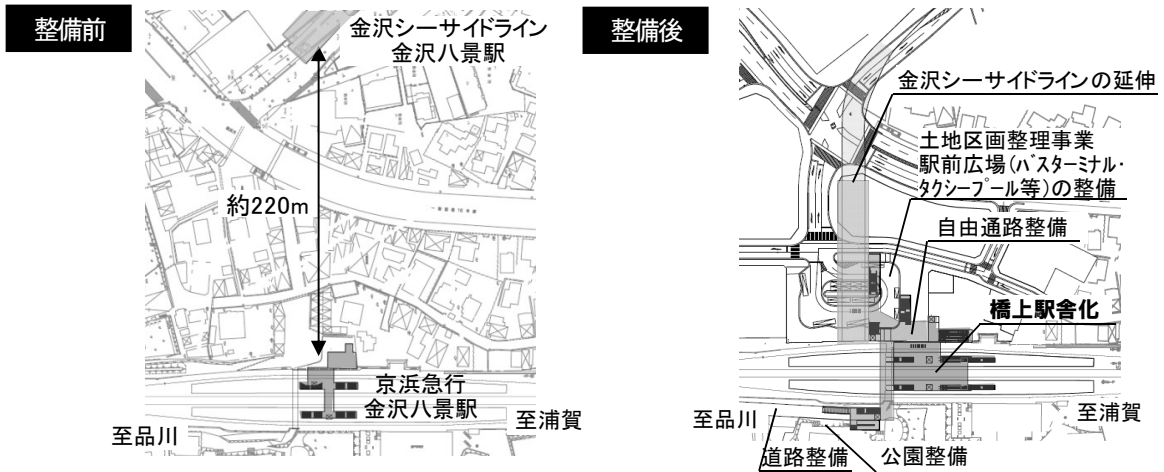 整備前
金沢シーサイドライン
金沢八景駅
約220m
京浜急行
金沢八景駅
至品川
至浦賀
整備後
金沢シーサイドラインの延伸
土地区画整理事業
駅前広場(バスターミナル・
タクシープール等)の整備
自由通路整備
橋上駅舎化
至品川
至浦賀
道路整備
公園整備